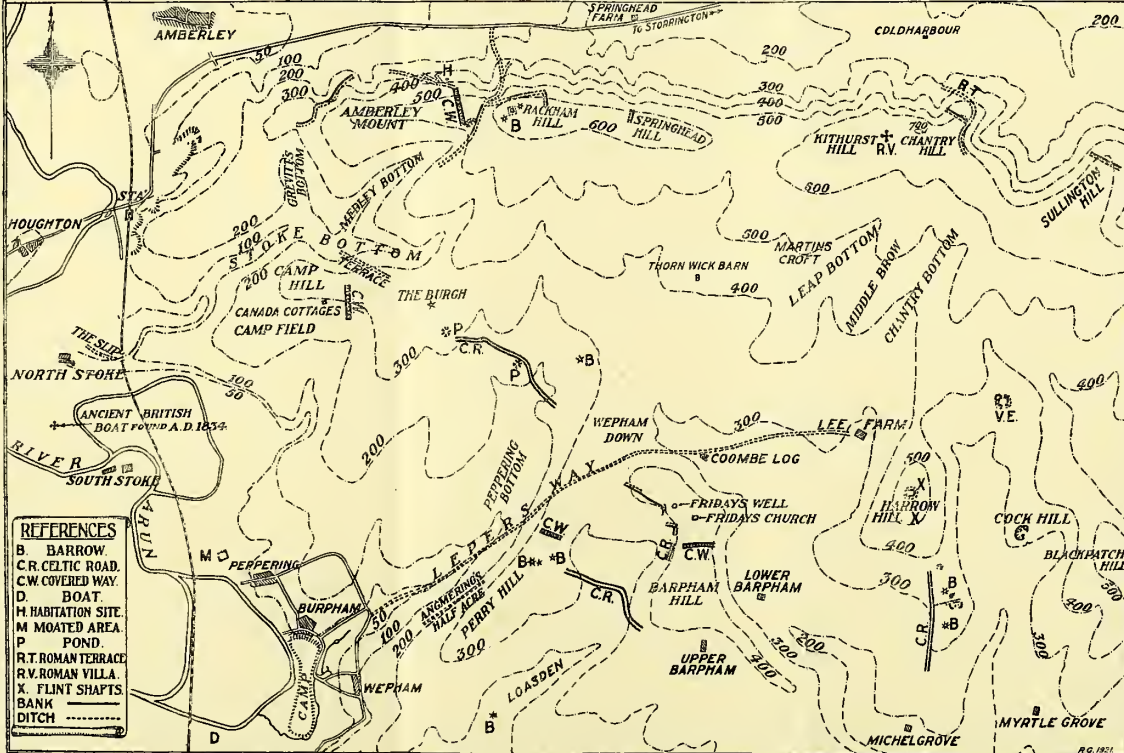 AMBERLEY
SPRINGHEAD
FARM
TO STORRINGTON
COLDHARBOUR
200
50
100
200
300
400
500
H.
C.W.
AMBERLEY
MOUNT
B
RACKHAM
HILL
600
SPRINGHEAD
HILL
200
300
400
500
R.T.
KITHURST
HILL
R.V.
700
CHANTRY
HILL
600
SULLINGTON
HILL
HOUGHTON
STA.
GREVITT'S
BOTTOM
MEDLEY BOTTOM
200
100
STOKE BOTTOM
TERRACE
200
CAMP
HILL
C.W.
THE BURGH
CANADA COTTAGES
CAMP FIELD
P
C.R.
P
300
B
THORN WICK BARN
B
500
400
MARTINS
CROFT
LEAP BOTTOM
MIDDLE BROW
CHANTRY BOTTOM
THE SLIP
NORTH STOKE
100
50
ANCIENT BRITISH
BOAT FOUND A.D. 1834
RIVER
ARUN
SOUTH STOKE
200
PEPPERING
BOTTOM
WEPHAM
DOWN
300
LEE FARM
COOMBE LOG
LEPERS WAY
FRIDAYS WELL
FRIDAYS CHURCH
C.R.
C.W.
C.W.
B
B
C.R.
BARPHAM
HILL
LOWER
BARPHAM
UPPER
BARPHAM
400
300
200
500
X
HARROW
HILL
X
400
300
V.E.
400
COCK HILL
BLACKPATCH
HILL
300
400
300
B
B
C.R.
MYRTLE GROVE
MICHELGROVE
M
PEPPERING
BURPHAM
CAMP
WEPHAM
D
50
100
200
ANGMERING'S
HALF ACRE
PERRY HILL
300
LOASDEN
B
REFERENCES
B. BARROW.
C.R. CELTIC ROAD.
C.W. COVERED WAY.
D. BOAT.
H. HABITATION SITE.
M MOATED AREA.
P POND.
R.T. ROMAN TERRACE
R.V. ROMAN VILLA.
X. FLINT SHAFTS.
BANK
DITCH
R.G. 1921.